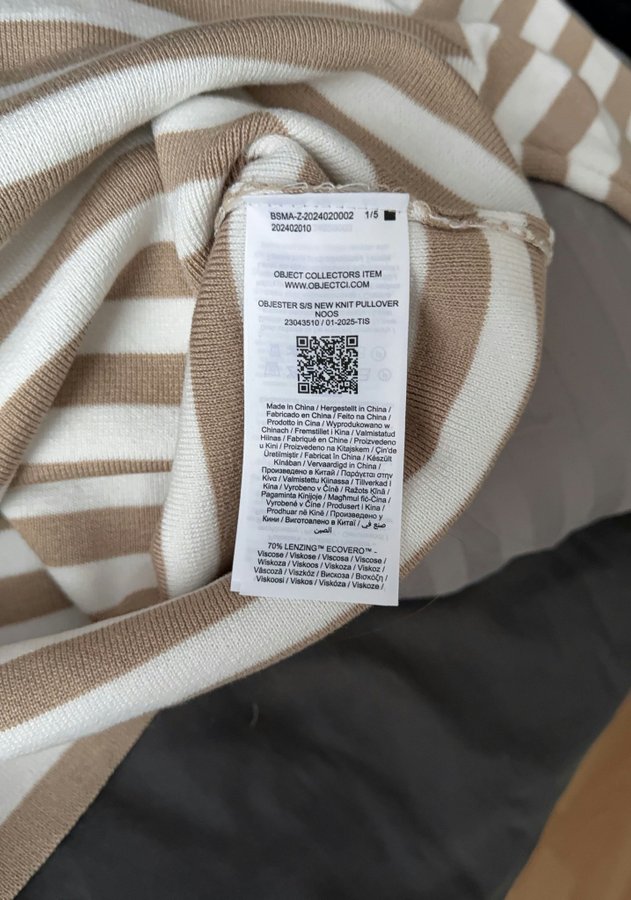 BSMA-Z-2024020002 1/5
202402010
OBJECT COLLECTORS ITEM
WWW.OBJECTCI.COM
OBJESTER S/S NEW KNIT PULLOVER
NOOS
23043510 / 01-2025-TIS
Made in China / Hergestellt in China /
Fabricado en China / Feito na China /
Prodotto in Cina / Wyprodukowano w
Chinach / Fremstillet i Kina / Valmistatud
Hiinas / Fabriqué en Chine / Proizvedeno
u Kini / Proizvedeno na Kitajskem / Çin'de
Üretilmiştir / Fabricat în China / Készült
Kínában / Vervaardigd in China /
Произведено в Китай / Παράγεται στην
Κίνα / Valmistettu Kiinassa / Tillverkad i
Kina / Vyrobeno v Číně / Ražots Ķīnā /
Pagaminta Kinijoje / Magħmul fiċ-Ċina /
Vyrobené v Číne / Produsert i Kina /
Prodhuar në Kinë / Произведено у
Кини / Виготовлено в Китаї / صنع في
الصين
70% LENZING™ ECOVERO™ -
Viscose / Viskose / Viscosa / Viscose /
Wiskoza / Viskoos / Viskoza / Viskoz /
Vâscoză / Viszkóz / Вискоза / Βισκόζη /
Viskoosi / Viskos / Viskóza / Viskoze /